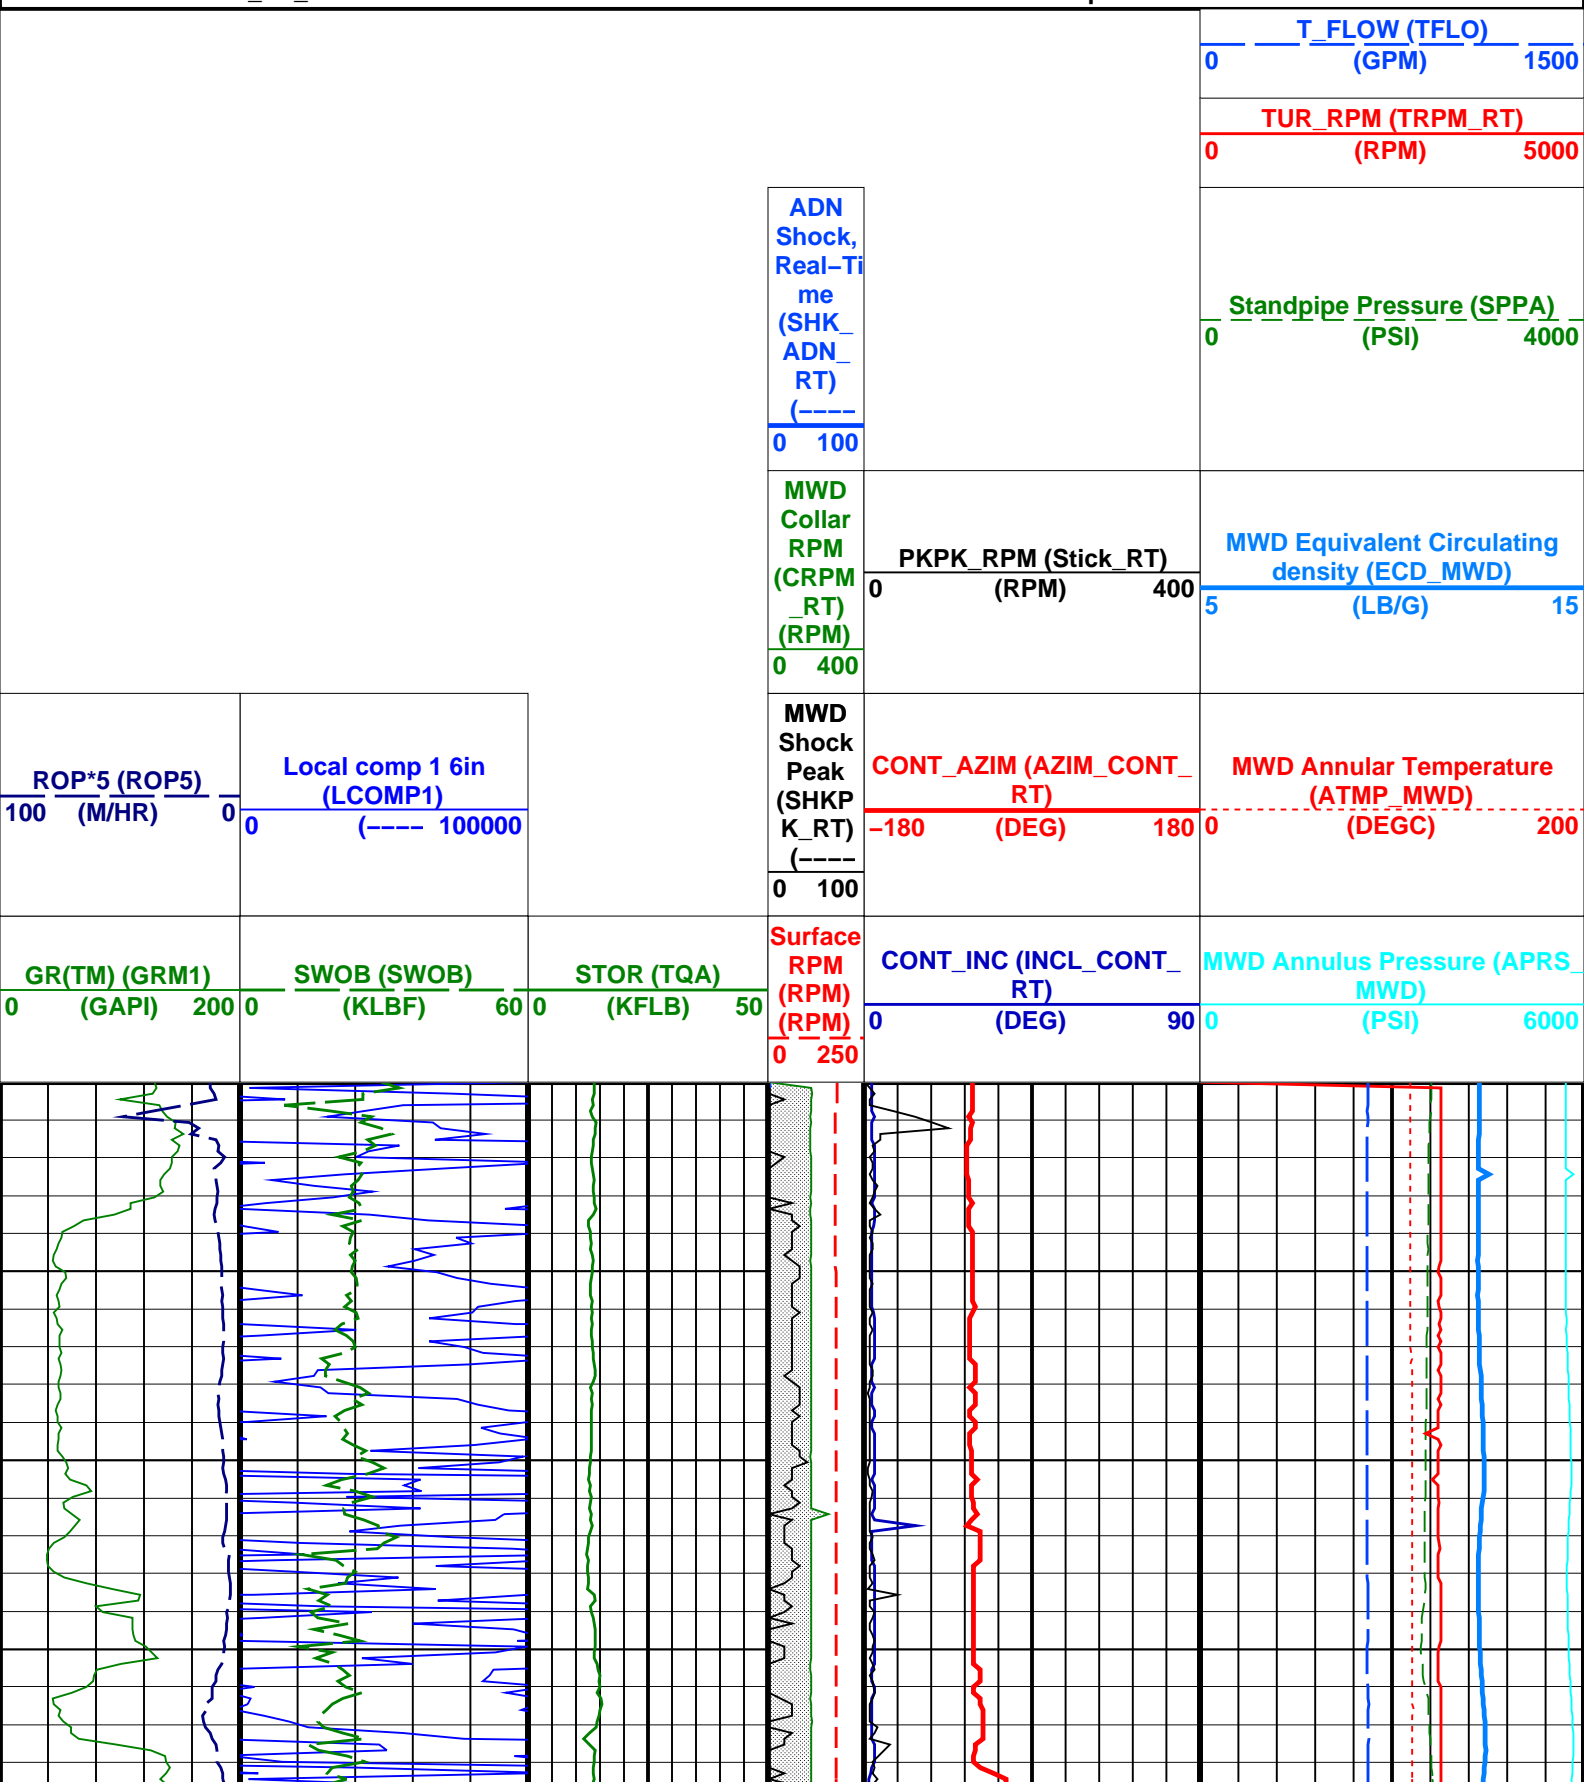 T_FLOW (TFLO)
0 (GPM) 1500
TUR_RPM (TRPM_RT)
0 (RPM) 5000
ADN
Shock,
Real−Ti
me
(SHK_
ADN_
RT)
(−−−−
0 100
Standpipe Pressure (SPPA)
0 (PSI) 4000
MWD
Collar
RPM
(CRPM
_RT)
(RPM)
0 400
PKPK_RPM (Stick_RT)
0 (RPM) 400
MWD Equivalent Circulating
density (ECD_MWD)
5 (LB/G) 15
ROP*5 (ROP5)
100 (M/HR) 0
Local comp 1 6in
(LCOMP1)
0 (−−−− 100000
MWD
Shock
Peak
(SHKP
K_RT)
(−−−−
0 100
CONT_AZIM (AZIM_CONT_
RT)
−180 (DEG) 180
MWD Annular Temperature
(ATMP_MWD)
0 (DEGC) 200
GR(TM) (GRM1)
0 (GAPI) 200
SWOB (SWOB)
0 (KLBF) 60
STOR (TQA)
0 (KFLB) 50
Surface
RPM
(RPM)
(RPM)
0 250
CONT_INC (INCL_CONT_
RT)
0 (DEG) 90
MWD Annulus Pressure (APRS_
MWD)
0 (PSI) 6000